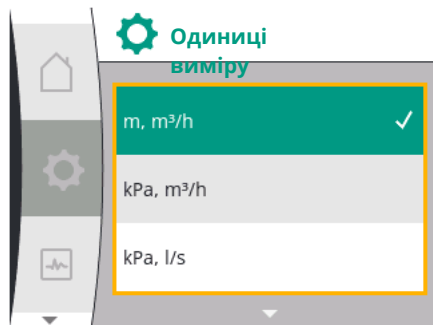 Одиниці
виміру
m, m³/h
kPa, m³/h
kPa, l/s